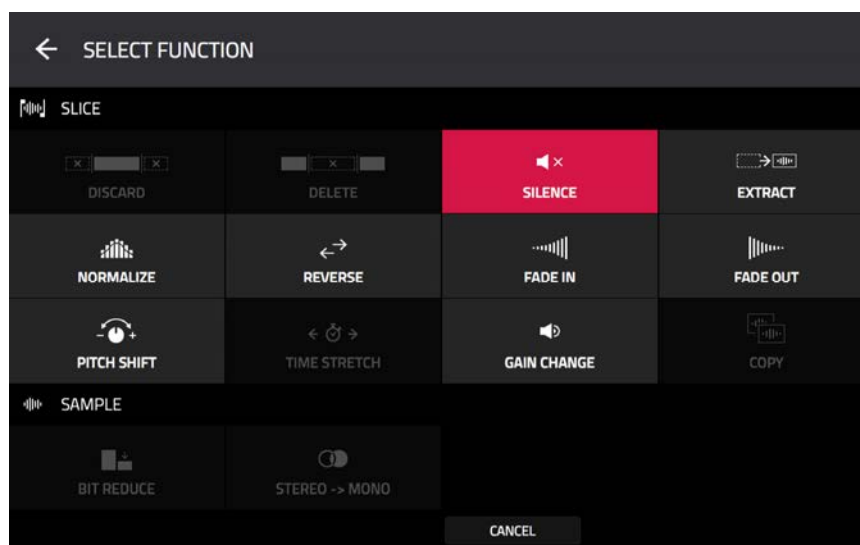 SELECT FUNCTION
SLICE
DISCARD DELETE SILENCE EXTRACT
NORMALIZE REVERSE FADE IN FADE OUT
PITCH SHIFT TIME STRETCH GAIN CHANGE COPY
SAMPLE
BIT REDUCE STEREO -> MONO
CANCEL